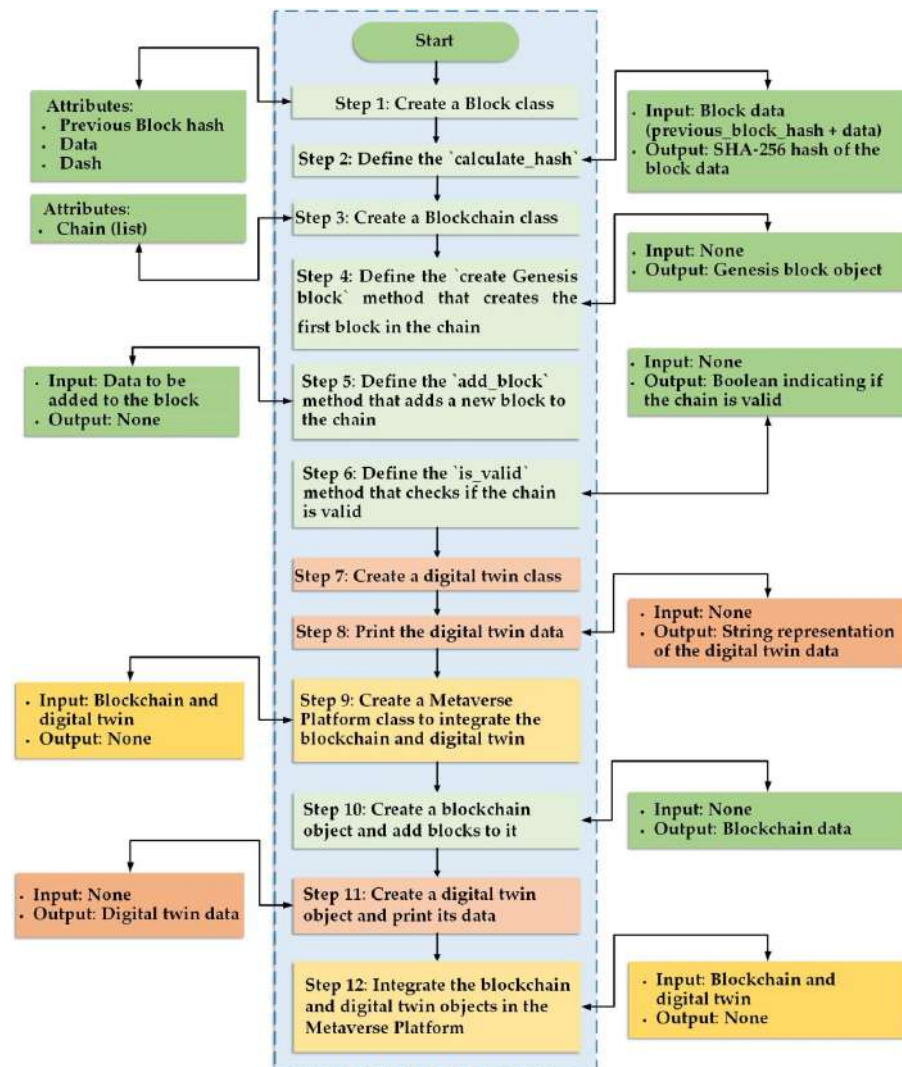 Start
Step 1: Create a Block class
Attributes:
• Previous Block hash
• Data
• Dash
Step 2: Define the `calculate_hash`
• Input: Block data
(previous_block_hash + data)
• Output: SHA-256 hash of the
block data
Step 3: Create a Blockchain class
Attributes:
• Chain (list)
Step 4: Define the `create Genesis
block` method that creates the
first block in the chain
• Input: None
• Output: Genesis block object
Step 5: Define the `add_block`
method that adds a new block to
the chain
• Input: Data to be
added to the block
• Output: None
Step 6: Define the `is_valid`
method that checks if the chain
is valid
• Input: None
• Output: Boolean indicating if
the chain is valid
Step 7: Create a digital twin class
Step 8: Print the digital twin data
• Input: None
• Output: String representation
of the digital twin data
Step 9: Create a Metaverse
Platform class to integrate the
blockchain and digital twin
• Input: Blockchain and
digital twin
• Output: None
Step 10: Create a blockchain
object and add blocks to it
• Input: None
• Output: Blockchain data
Step 11: Create a digital twin
object and print its data
• Input: None
• Output: Digital twin data
Step 12: Integrate the blockchain
and digital twin objects in the
Metaverse Platform
• Input: Blockchain and
digital twin
• Output: None